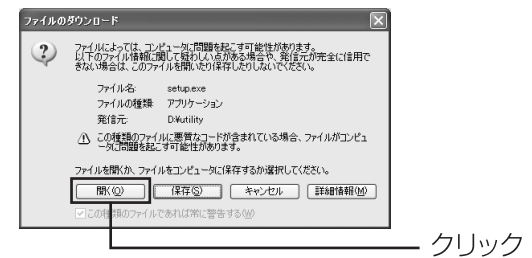 ファイルのダウンロード
ファイルによっては、コンピュータに問題を起こす可能性があります。
以下のファイル情報に関して疑わしい点がある場合や、発信元が完全に信用で
きない場合は、このファイルを開いたり保存したりしないでください。
ファイル名: setup.exe
ファイルの種類: アプリケーション
発信元: D:¥utility
この種類のファイルに悪質なコードが含まれている場合、ファイルがコンピュ
ータに問題を起こす可能性があります。
ファイルを開くか、ファイルをコンピュータに保存するか選択してください。
開く(O) 保存(S) キャンセル 詳細情報(M)
この種類のファイルであれば常に警告する(W)
クリック